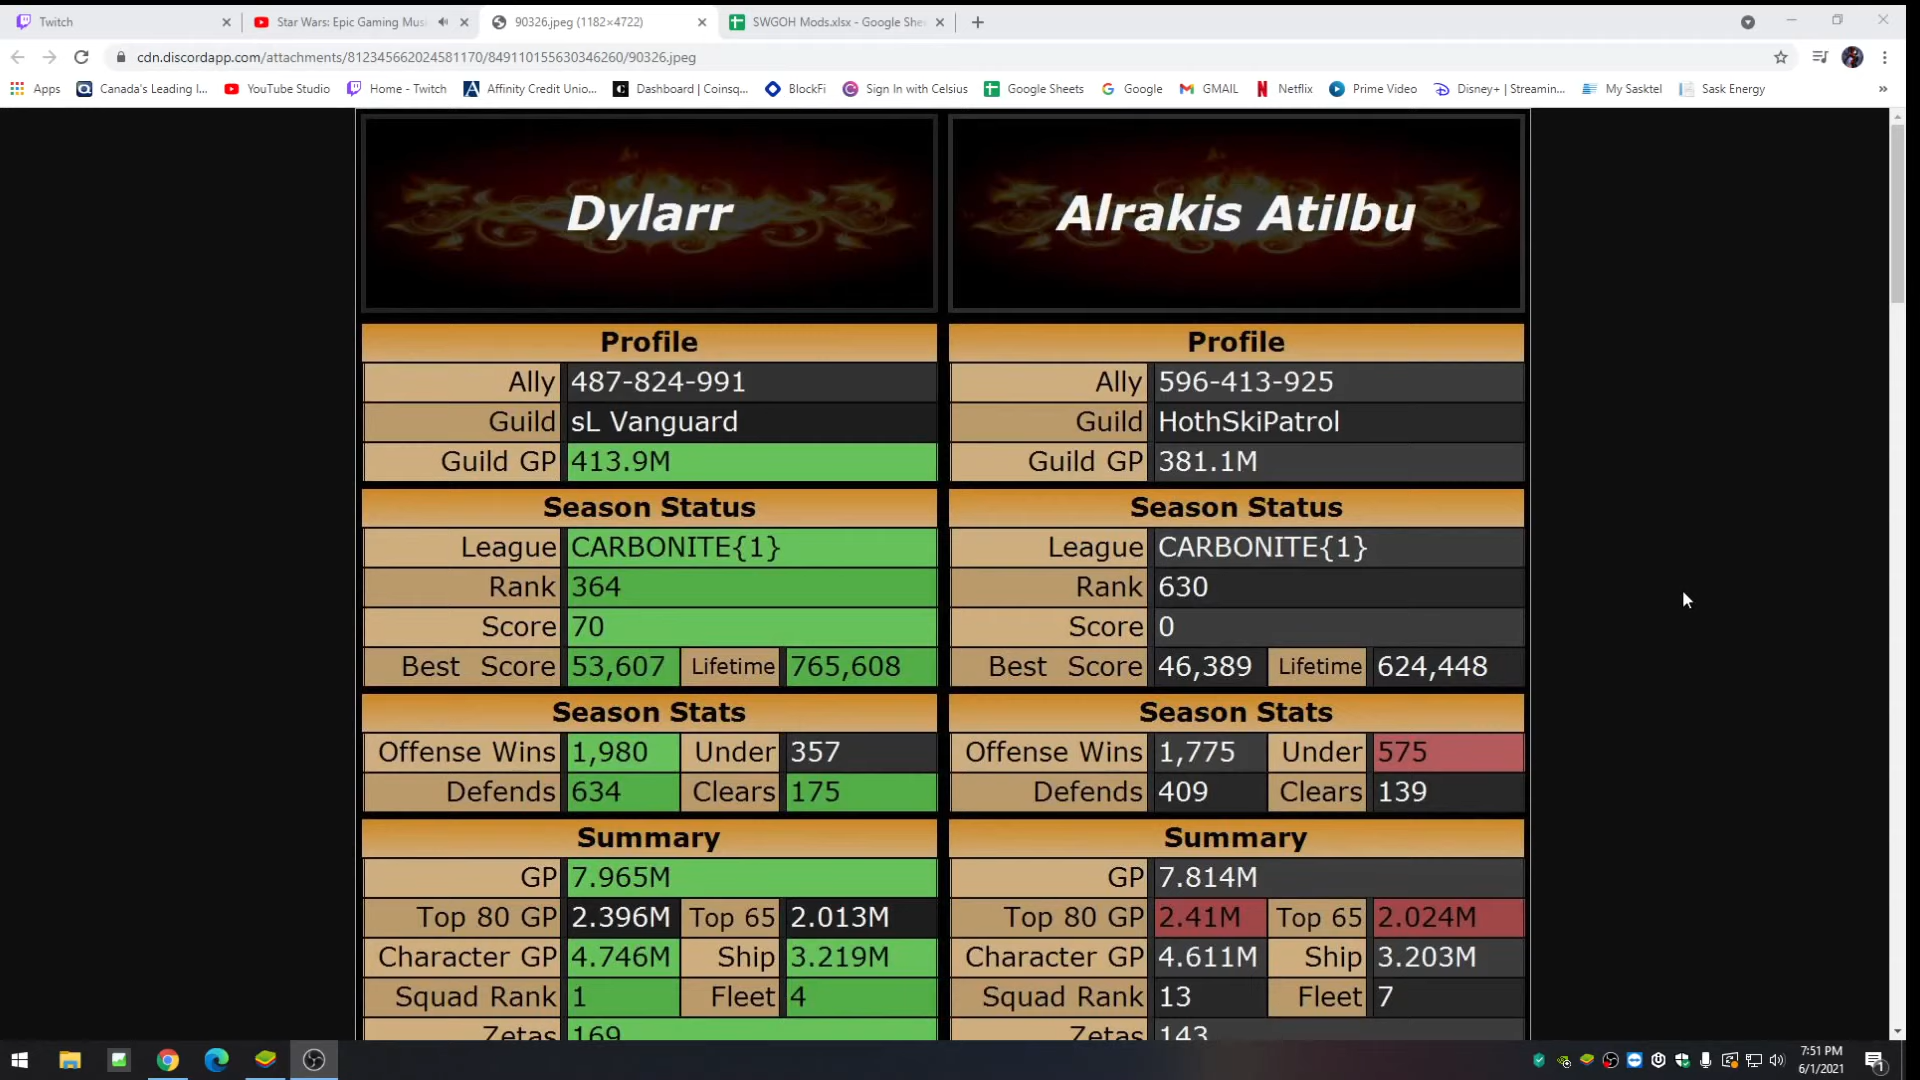 Twitch
Star Wars: Epic Gaming Mus
90326.jpeg (1182×4722)
SWGOH Mods.xlsx - Google She
cdn.discordapp.com/attachments/812345662024581170/849110155630346260/90326.jpeg
Apps Canada's Leading I... YouTube Studio Home - Twitch Affinity Credit Unio... Dashboard | Coinsq... BlockFi Sign In with Celsius Google Sheets Google GMAIL Netflix Prime Video Disney+ | Streamin... My Sasktel Sask Energy »
Dylarr Alrakis Atilbu
Profile Profile
Ally 487-824-991 Ally 596-413-925
Guild sL Vanguard Guild HothSkiPatrol
Guild GP 413.9M Guild GP 381.1M
Season Status Season Status
League CARBONITE{1} League CARBONITE{1}
Rank 364 Rank 630
Score 70 Score 0
Best Score 53,607 Lifetime 765,608 Best Score 46,389 Lifetime 624,448
Season Stats Season Stats
Offense Wins 1,980 Under 357 Offense Wins 1,775 Under 575
Defends 634 Clears 175 Defends 409 Clears 139
Summary Summary
GP 7.965M GP 7.814M
Top 80 GP 2.396M Top 65 2.013M Top 80 GP 2.41M Top 65 2.024M
Character GP 4.746M Ship 3.219M Character GP 4.611M Ship 3.203M
Squad Rank 1 Fleet 4 Squad Rank 13 Fleet 7
Zetas 169 Zetas 143
7:51 PM
6/1/2021